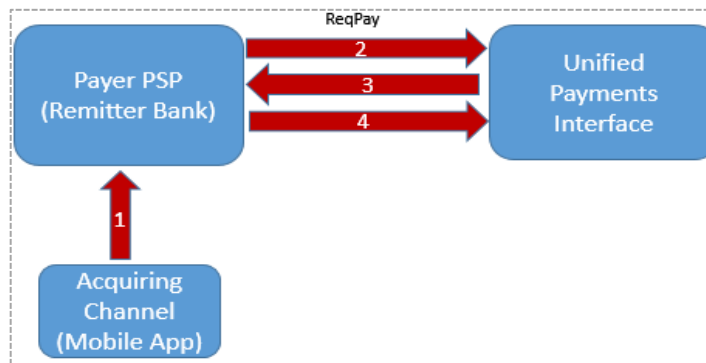 ReqPay
Payer PSP
(Remitter Bank)
2
3
4
Unified
Payments
Interface
1
Acquiring
Channel
(Mobile App)